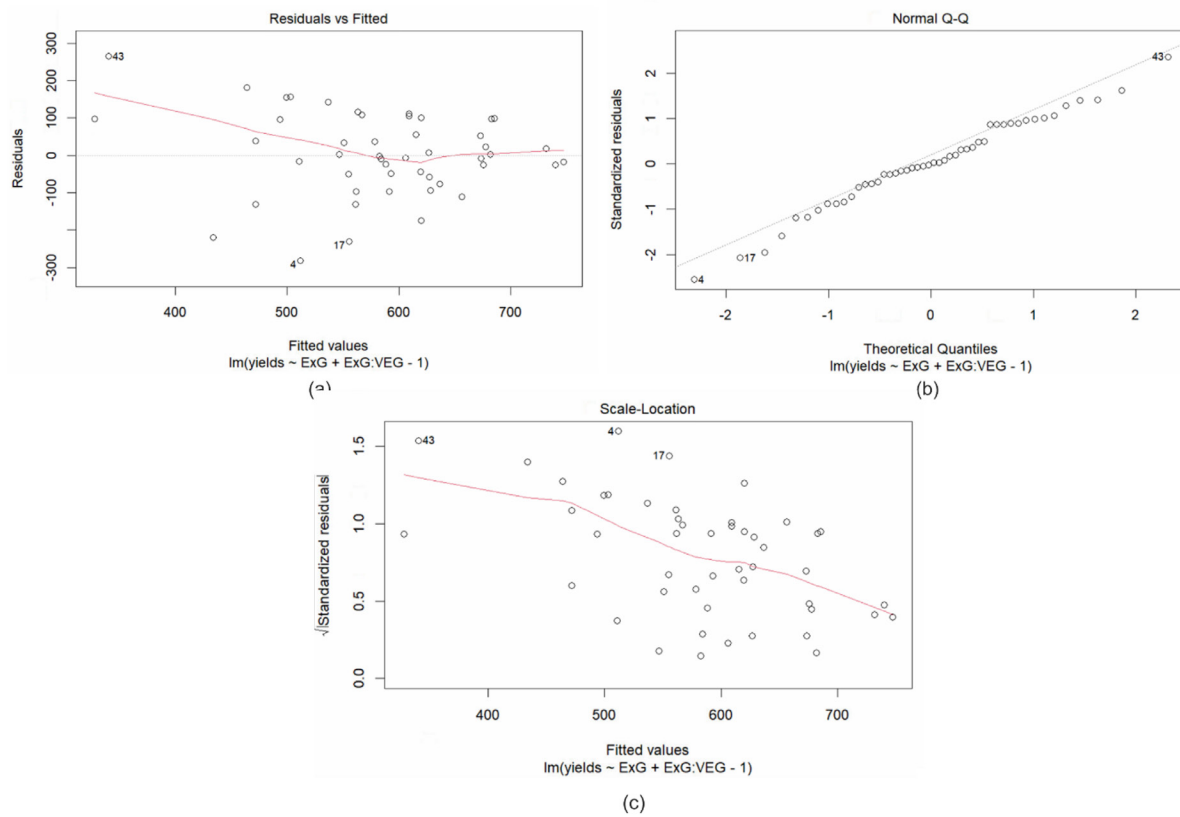 Residuals vs Fitted
Residuals
300
200
100
0
-100
-300
43
17
4
400 500 600 700
Fitted values
lm(yields ~ ExG + ExG:VEG - 1)
(a)
Normal Q-Q
Standardized residuals
2
1
0
-1
-2
43
17
4
-2 -1 0 1 2
Theoretical Quantiles
lm(yields ~ ExG + ExG:VEG - 1)
(b)
Scale-Location
√|Standardized residuals|
1.5
1.0
0.5
0.0
43
4
17
400 500 600 700
Fitted values
lm(yields ~ ExG + ExG:VEG - 1)
(c)